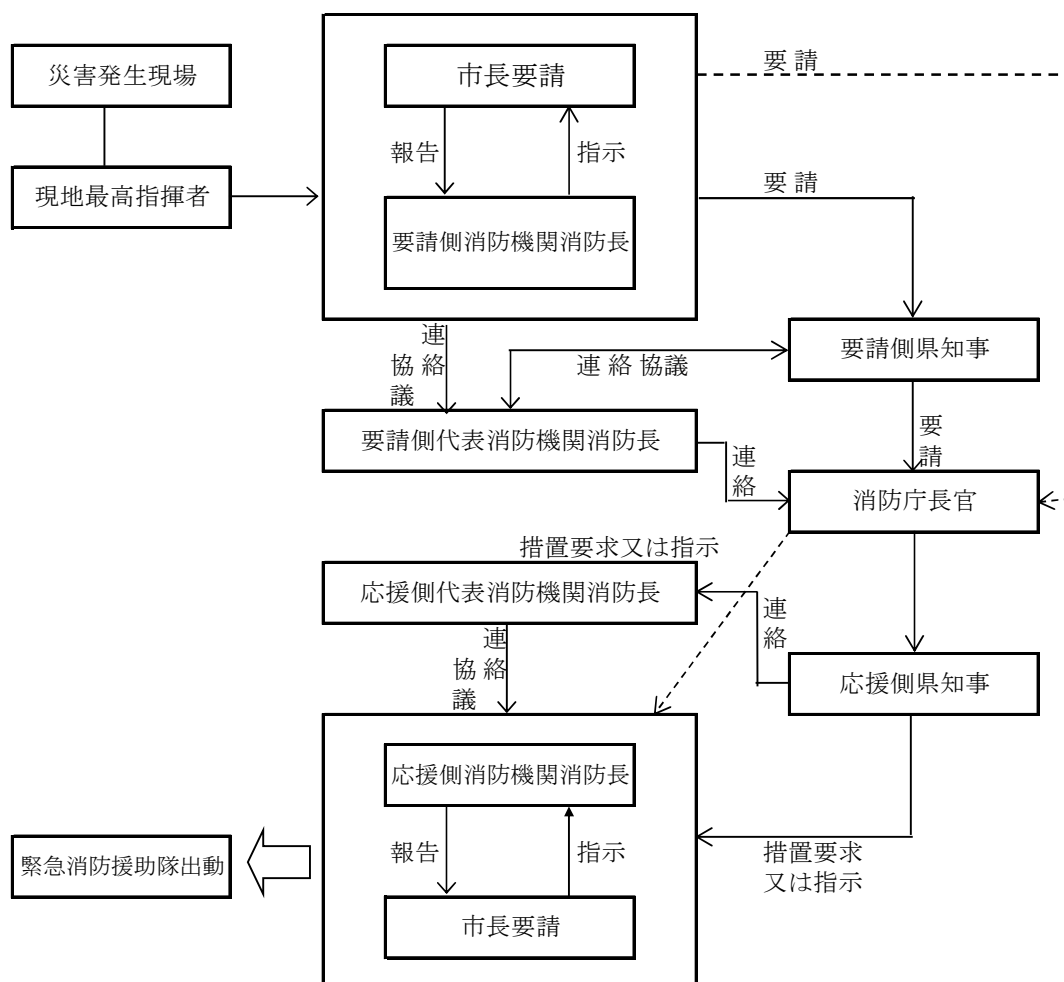 災害発生現場
現地最高指揮者
市長要請
報告
指示
要請側消防機関消防長
要 請
要 請
連絡
協議
連 絡 協議
要請側県知事
要請側代表消防機関消防長
連絡
要請
消防庁長官
措置要求又は指示
応援側代表消防機関消防長
連絡
連絡
協議
応援側県知事
応援側消防機関消防長
報告
指示
市長要請
措置要求
又は指示
緊急消防援助隊出動